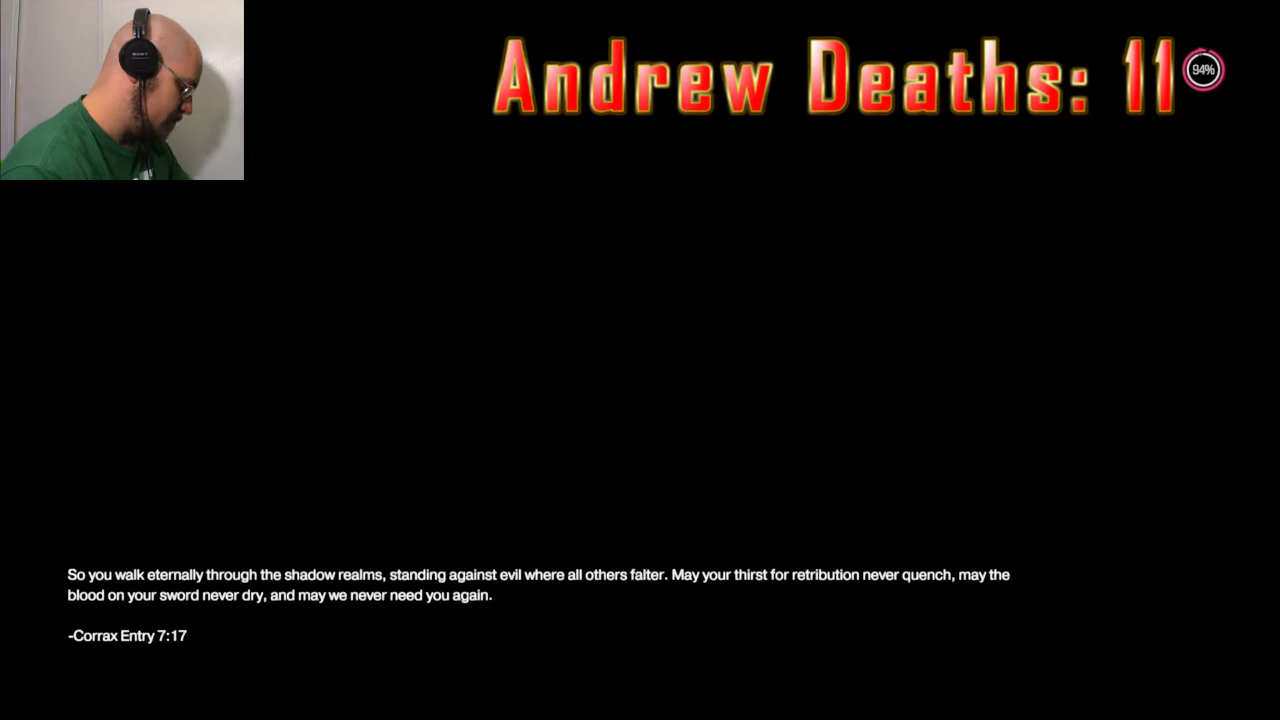 Andrew Deaths: 11
94%
SONY
So you walk eternally through the shadow realms, standing against evil where all others falter. May your thirst for retribution never quench, may the
blood on your sword never dry, and may we never need you again.
-Corrax Entry 7:17